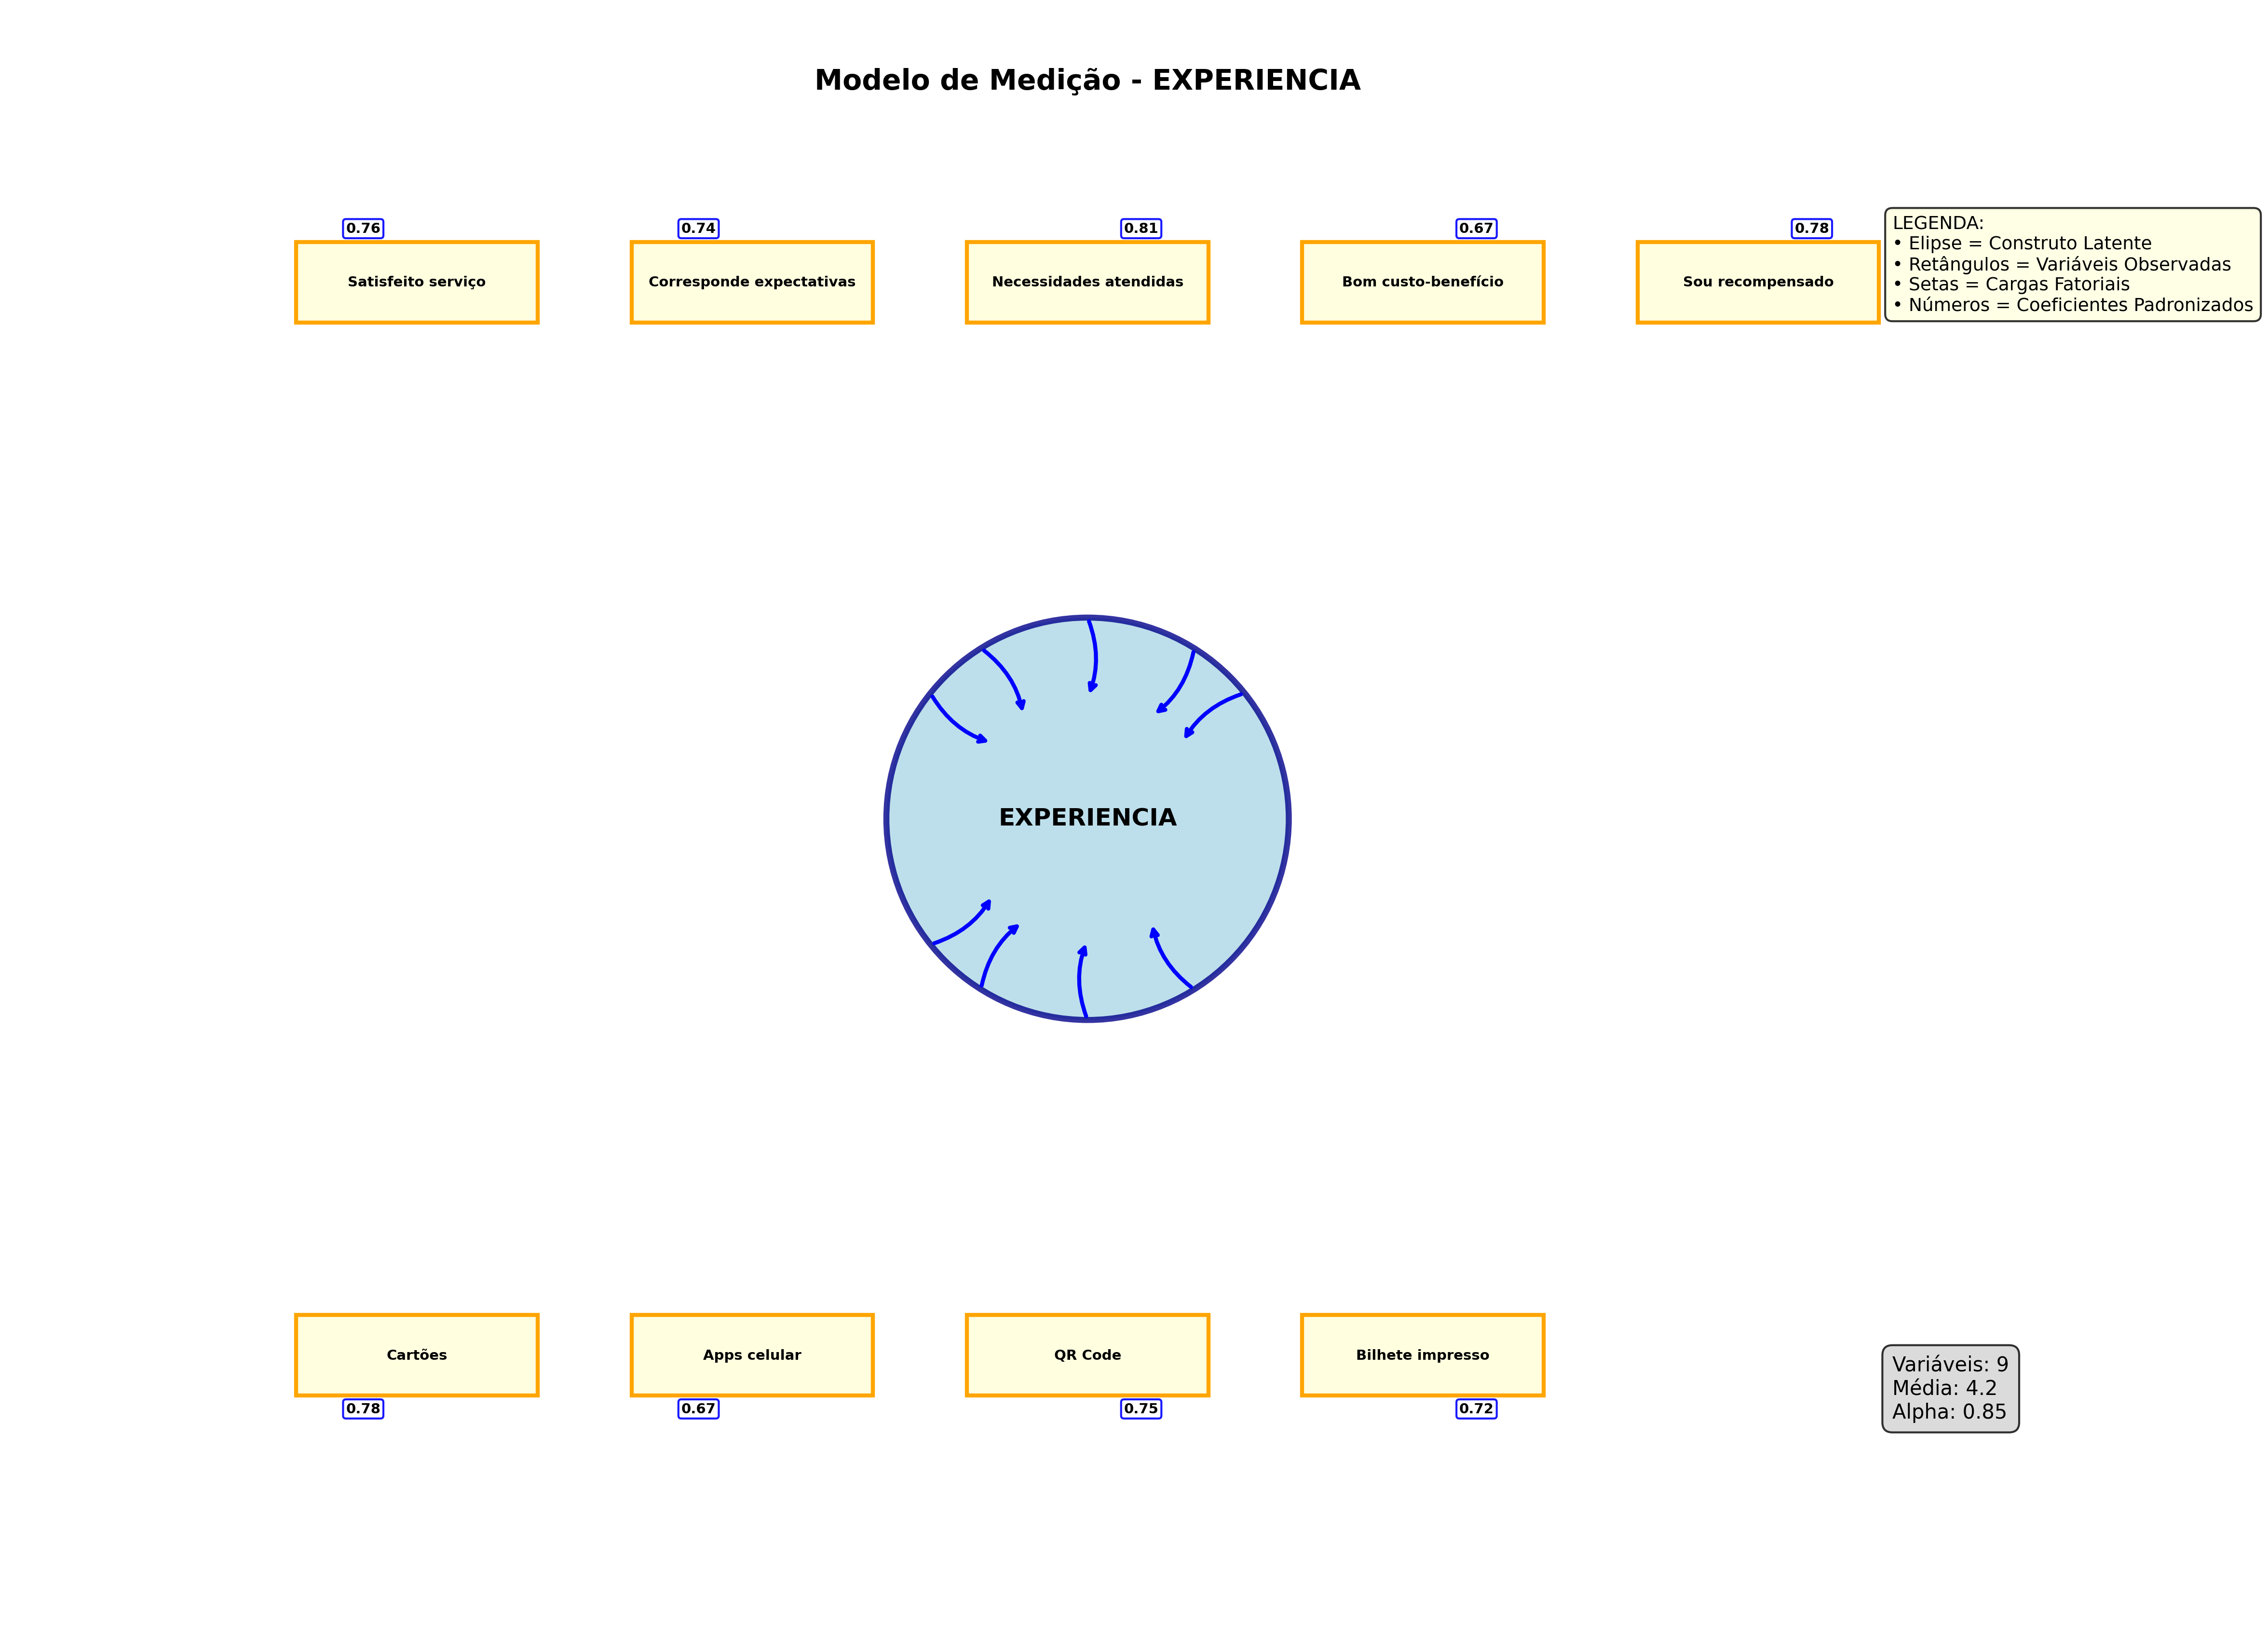 Modelo de Medição - EXPERIENCIA
0.76
0.74
0.81
0.67
0.78
Satisfeito serviço
Corresponde expectativas
Necessidades atendidas
Bom custo-benefício
Sou recompensado
LEGENDA:
• Elipse = Construto Latente
• Retângulos = Variáveis Observadas
• Setas = Cargas Fatoriais
• Números = Coeficientes Padronizados
EXPERIENCIA
Cartões
Apps celular
QR Code
Bilhete impresso
0.78
0.67
0.75
0.72
Variáveis: 9
Média: 4.2
Alpha: 0.85